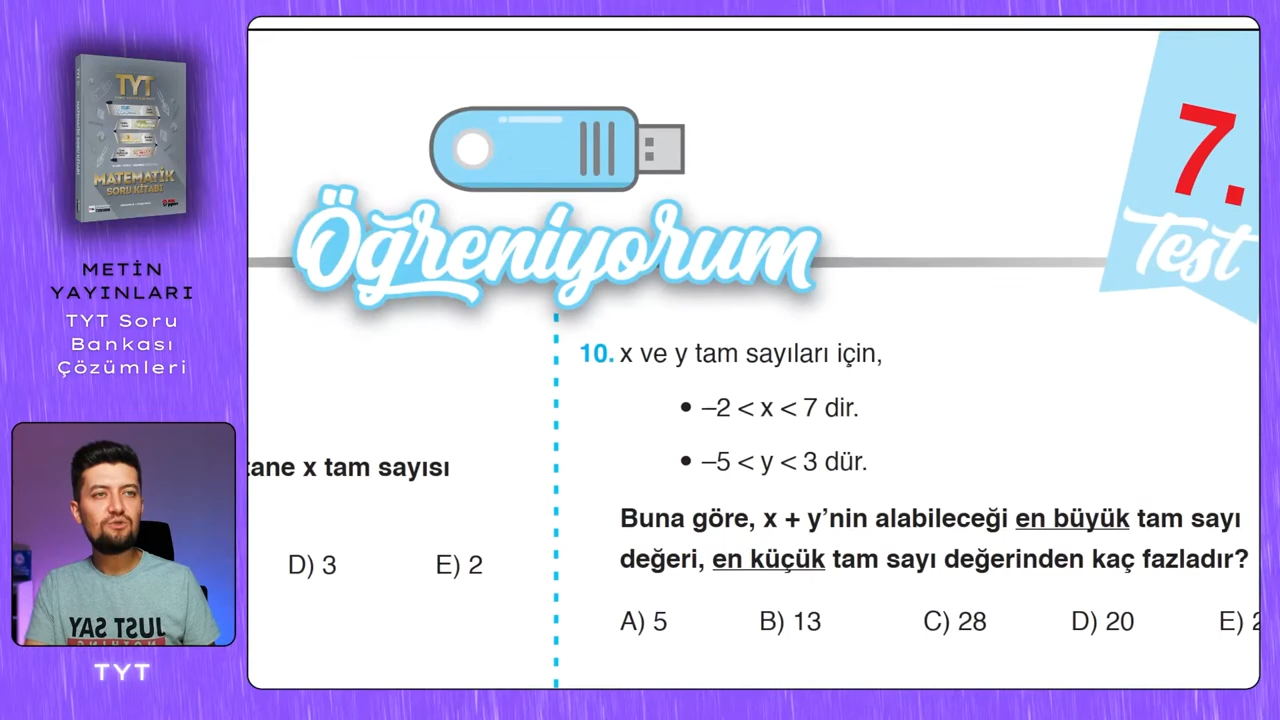 TYT
MATEMATİK
SORU KİTABI
METİN
YAYINLARI
TYT Soru
Bankası
Çözümleri
JUST SAY
TYT
Öğreniyorum
7.
Test
tane x tam sayısı
D) 3 E) 2
10. x ve y tam sayıları için,
• –2 < x < 7 dir.
• –5 < y < 3 dür.
Buna göre, x + y’nin alabileceği en büyük tam sayı
değeri, en küçük tam sayı değerinden kaç fazladır?
A) 5 B) 13 C) 28 D) 20 E) 2